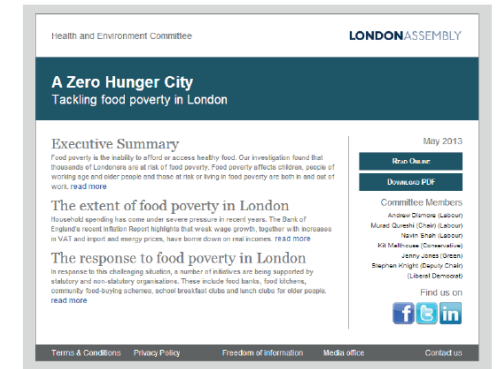 Health and Environment Committee
LONDONASSEMBLY
A Zero Hunger City
Tackling food poverty in London
Executive Summary
Food poverty is the inability to afford or access healthy food. Our investigation found that
thousands of Londoners are at risk of food poverty. Food poverty affects children, people of
working age and older people and those at risk or living in food poverty are both in and out of
work. read more
The extent of food poverty in London
Household spending has come under severe pressure in recent years. The Bank of
England's recent Inflation Report highlights that weak wage growth, together with increases
in VAT and import and energy prices, have borne down on real incomes. read more
The response to food poverty in London
In response to this challenging situation, a number of initiatives are being supported by
statutory and non-statutory organisations. These include food banks, food kitchens,
community food-buying schemes, school breakfast clubs and lunch clubs for older people.
read more
May 2013
Read Online
Download PDF
Committee Members
Andrew Dismore (Labour)
Murad Qureshi (Chair) (Labour)
Navin Shah (Labour)
Kit Malthouse (Conservative)
Jenny Jones (Green)
Stephen Knight (Deputy Chair)
(Liberal Democrat)
Find us on
f
in
Terms & Conditions Privacy Policy Freedom of information Media office Contact us